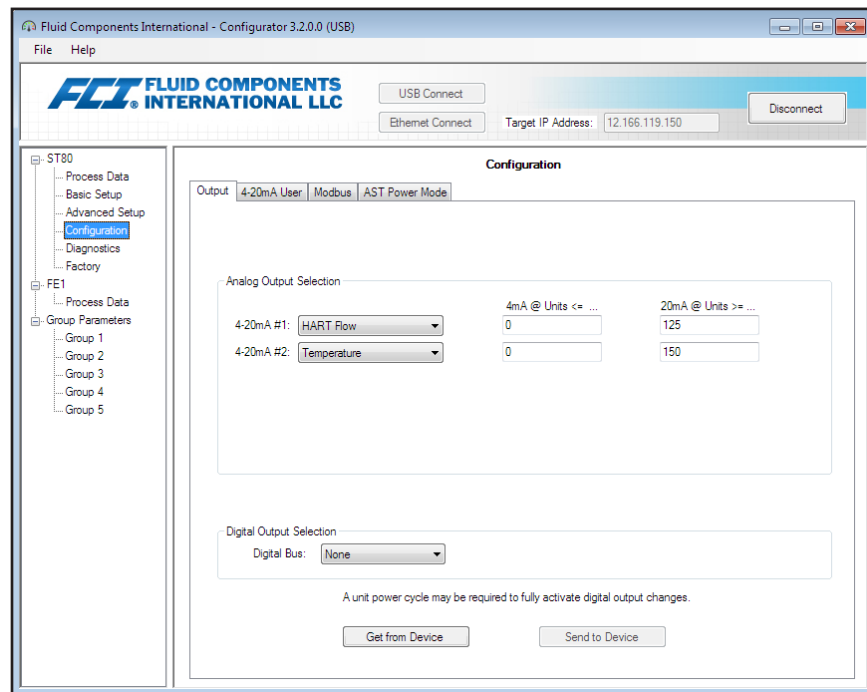 Fluid Components International - Configurator 3.2.0.0 (USB)
File Help
FCI® FLUID COMPONENTS
INTERNATIONAL LLC
USB Connect
Ethernet Connect
Target IP Address: 12.166.119.150
Disconnect
ST80
Process Data
Basic Setup
Advanced Setup
Configuration
Diagnostics
Factory
FE1
Process Data
Group Parameters
Group 1
Group 2
Group 3
Group 4
Group 5
Configuration
Output 4-20mA User Modbus AST Power Mode
Analog Output Selection
4mA @ Units <= ... 20mA @ Units >= ...
4-20mA #1: HART Flow 0 125
4-20mA #2: Temperature 0 150
Digital Output Selection
Digital Bus: None
A unit power cycle may be required to fully activate digital output changes.
Get from Device Send to Device